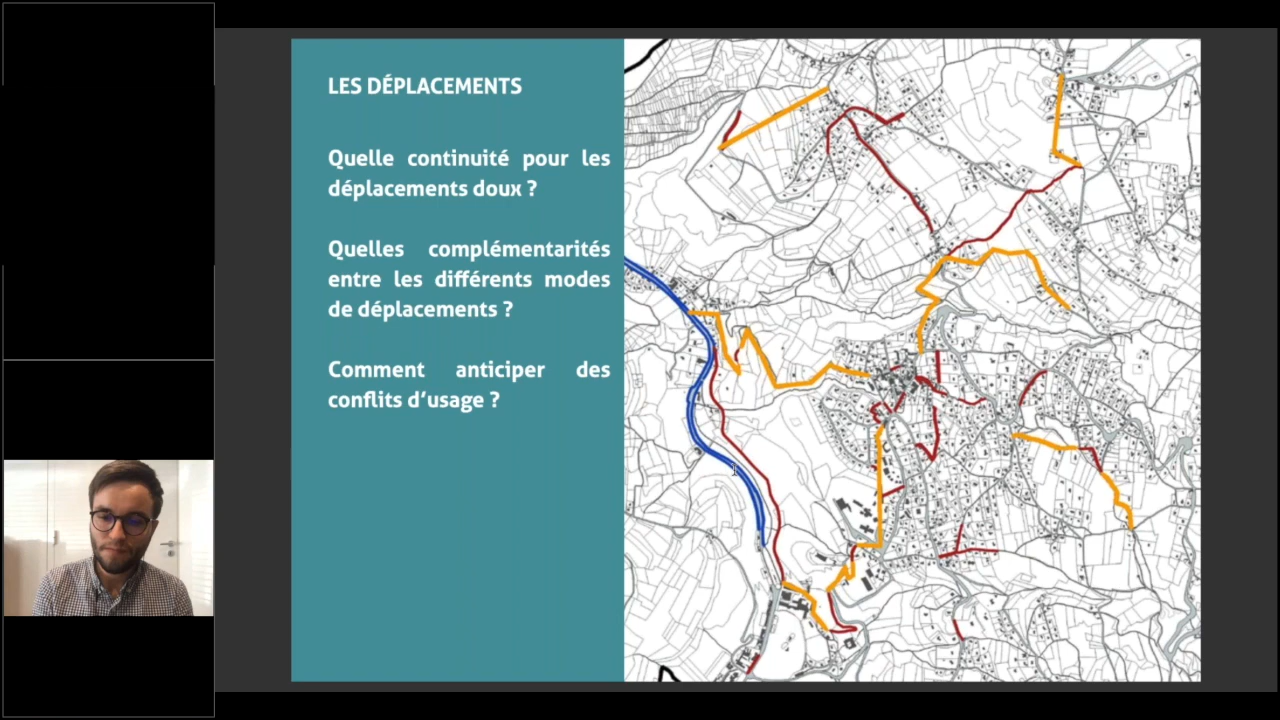 LES DÉPLACEMENTS
Quelle continuité pour les
déplacements doux ?
Quelles complémentarités
entre les différents modes
de déplacements ?
Comment anticiper des
conflits d'usage ?